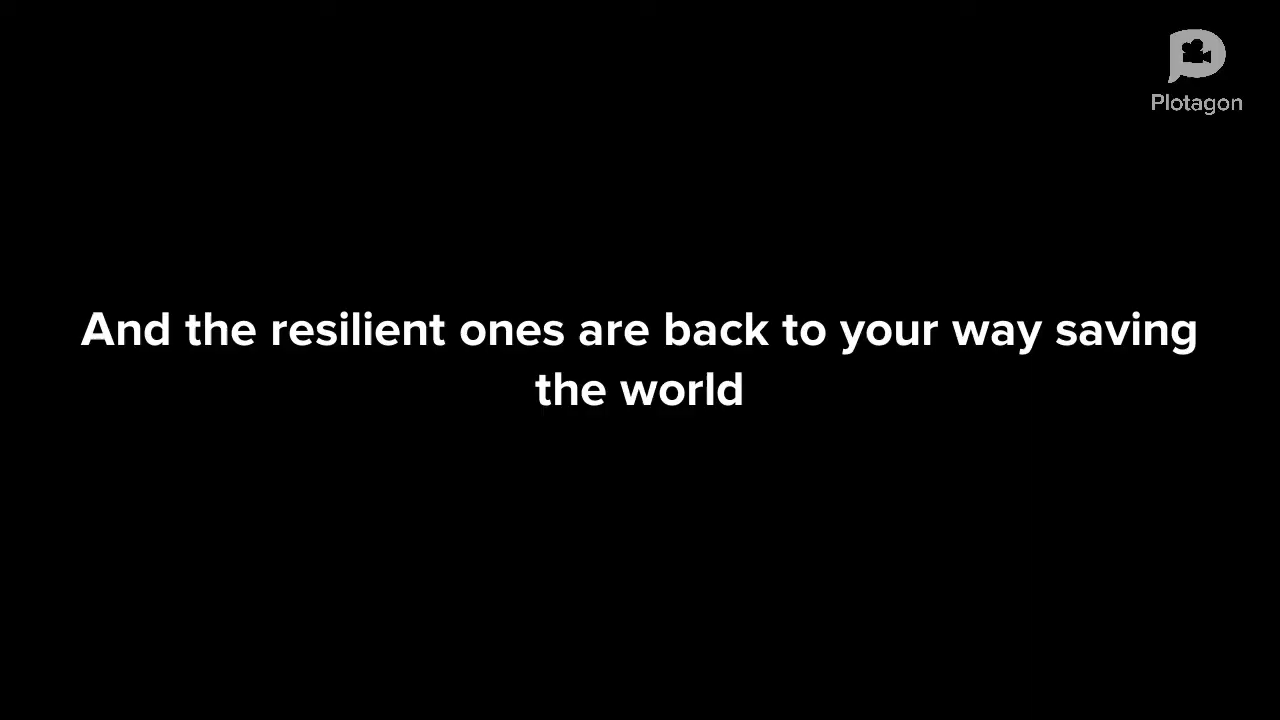 Plotagon
And the resilient ones are back to your way saving
the world